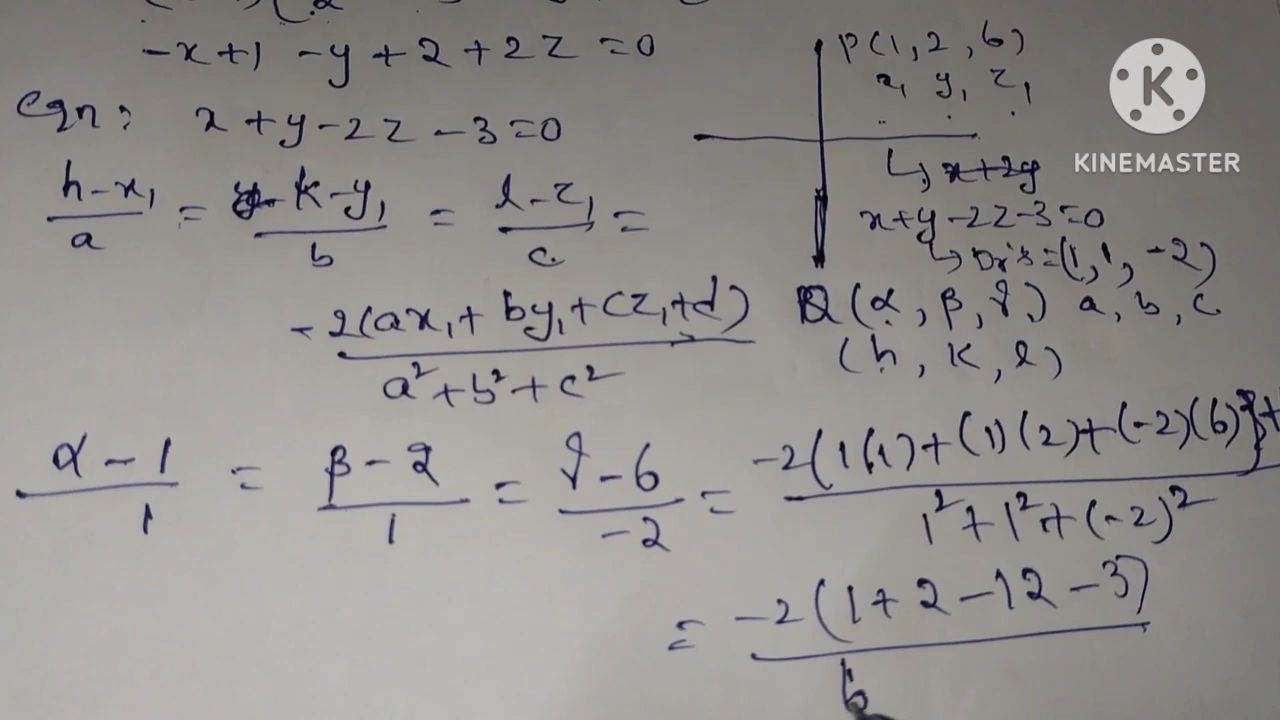 -x+1 -y+2+2z=0
Eqn: x+y-2z-3=0
P(1,2,6)
x₁ y₁ z₁
KINEMASTER
↳ x+2y
x+y-2z-3=0
↳ Dr's=(1,1,-2)
a, b, c
Q(α,β,γ)
(h,k,l)
(h-x₁)/a = (k-y₁)/b = (l-z₁)/c =
-2(ax₁+by₁+cz₁+d)/(a²+b²+c²)
(α-1)/1 = (β-2)/1 = (γ-6)/-2 = -2(1(1)+(1)(2)+(-2)(6)}+/(1²+1²+(-2)²)
= -2(1+2-12-3)/6